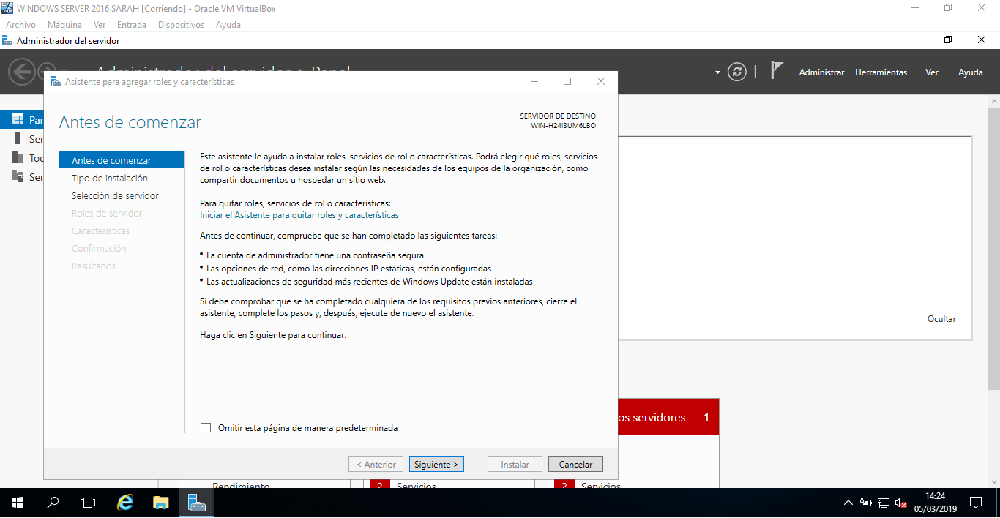 WINDOWS SERVER 2016 SARAH [Corriendo] - Oracle VM VirtualBox
Archivo Máquina Ver Entrada Dispositivos Ayuda
Administrador del servidor
Administrar Herramientas Ver Ayuda
Asistente para agregar roles y características
Antes de comenzar
SERVIDOR DE DESTINO
WIN-H24I3UM6LBO
Par
Ser
Toc
Ser
Antes de comenzar
Tipo de instalación
Selección de servidor
Roles de servidor
Características
Confirmación
Resultados
Este asistente le ayuda a instalar roles, servicios de rol o características. Podrá elegir qué roles, servicios
de rol o características desea instalar según las necesidades de los equipos de la organización, como
compartir documentos u hospedar un sitio web.
Para quitar roles, servicios de rol o características:
Iniciar el Asistente para quitar roles y características
Antes de continuar, compruebe que se han completado las siguientes tareas:
• La cuenta de administrador tiene una contraseña segura
• Las opciones de red, como las direcciones IP estáticas, están configuradas
• Las actualizaciones de seguridad más recientes de Windows Update están instaladas
Si debe comprobar que se ha completado cualquiera de los requisitos previos anteriores, cierre el
asistente, complete los pasos y, después, ejecute de nuevo el asistente.
Haga clic en Siguiente para continuar.
Ocultar
os servidores 1
Omitir esta página de manera predeterminada
< Anterior Siguiente > Instalar Cancelar
Rendimiento 2 Servicios 2 Servicios
14:24
05/03/2019